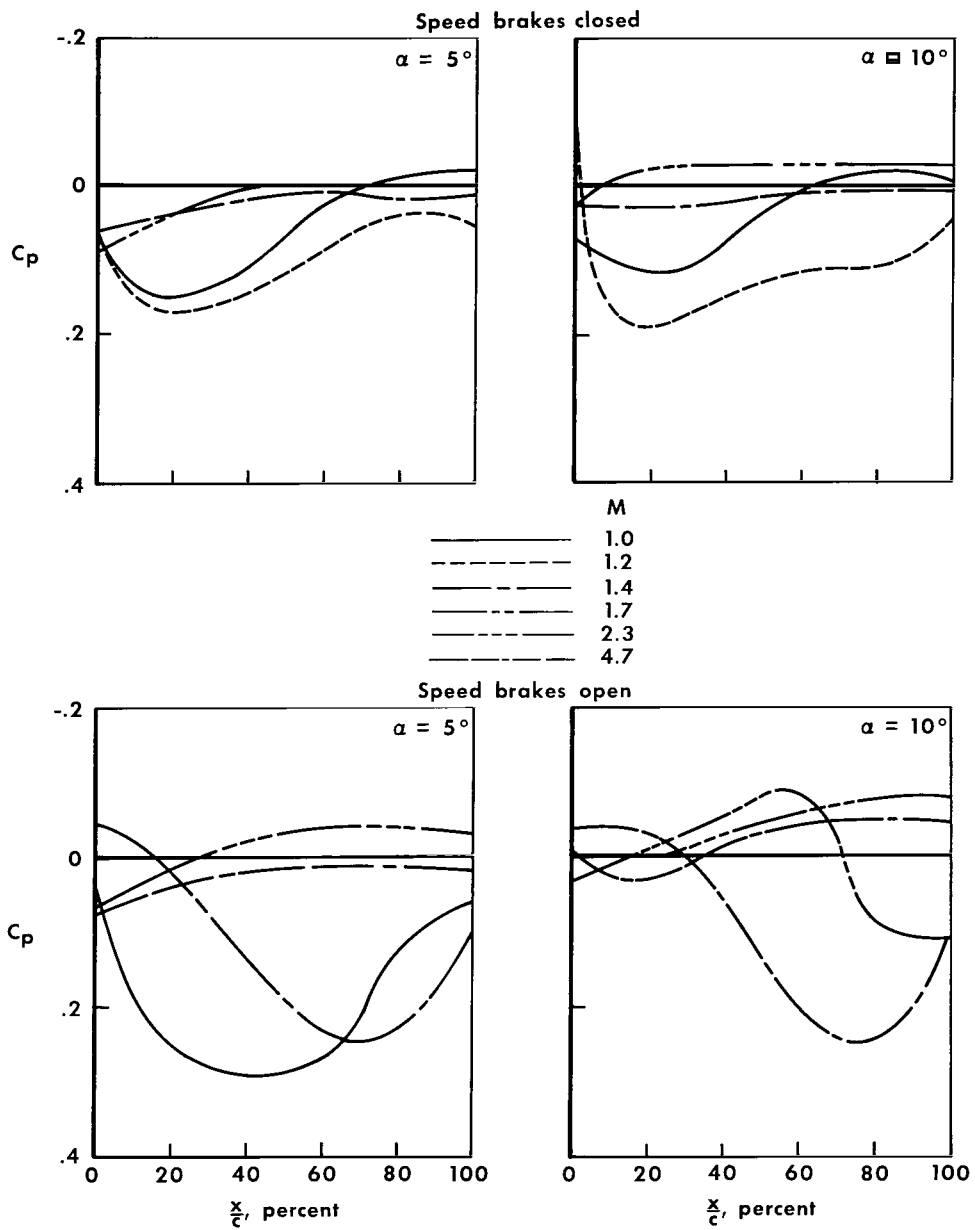 Speed brakes closed
-.2
α = 5°
α = 10°
0
Cp
.2
.4
M
1.0
1.2
1.4
1.7
2.3
4.7
Speed brakes open
-.2
α = 5°
α = 10°
0
Cp
.2
.4
0 20 40 60 80 100
0 20 40 60 80 100
x/c, percent
x/c, percent